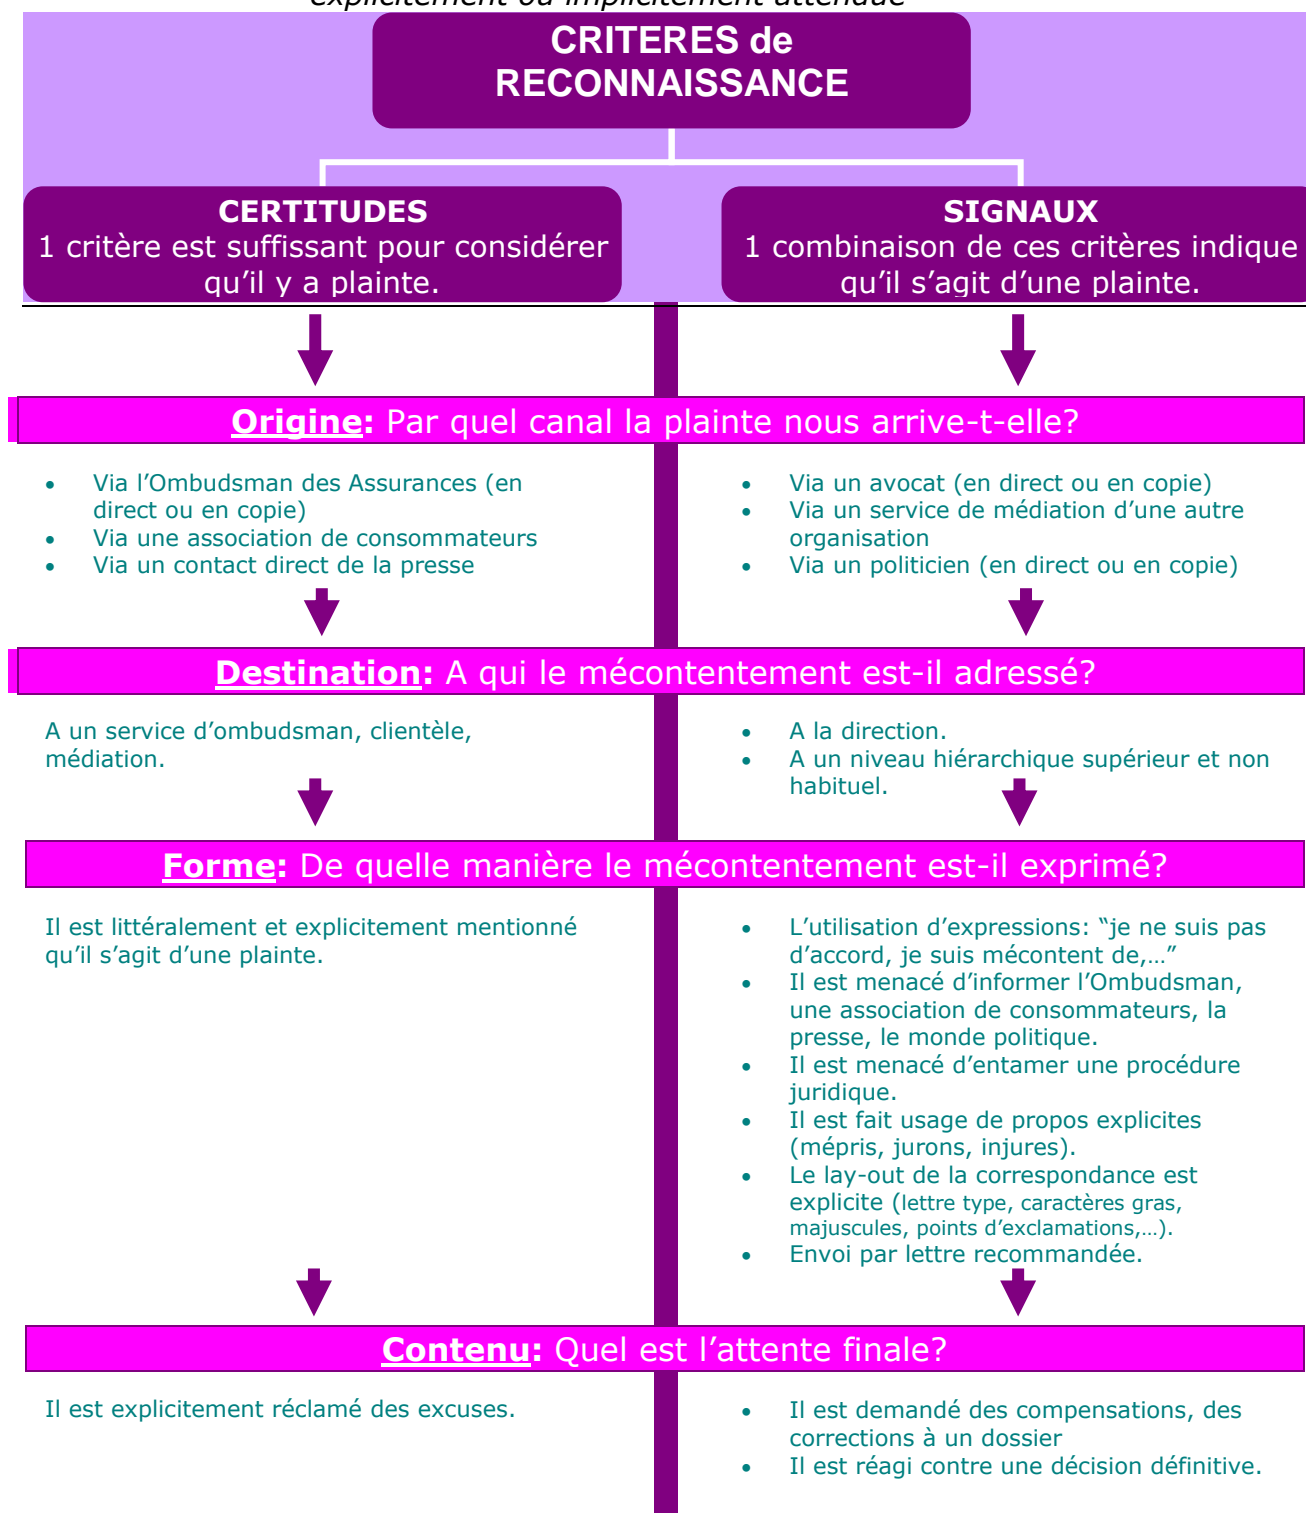 explicitement ou implicitement attendue
CRITERES de
RECONNAISSANCE
CERTITUDES
1 critère est suffissant pour considérer
qu’il y a plainte.
SIGNAUX
1 combinaison de ces critères indique
qu’il s’agit d’une plainte.
Origine: Par quel canal la plainte nous arrive-t-elle?
• Via l’Ombudsman des Assurances (en
direct ou en copie)
• Via une association de consommateurs
• Via un contact direct de la presse
• Via un avocat (en direct ou en copie)
• Via un service de médiation d’une autre
organisation
• Via un politicien (en direct ou en copie)
Destination: A qui le mécontentement est-il adressé?
A un service d’ombudsman, clientèle,
médiation.
• A la direction.
• A un niveau hiérarchique supérieur et non
habituel.
Forme: De quelle manière le mécontentement est-il exprimé?
Il est littéralement et explicitement mentionné
qu’il s’agit d’une plainte.
• L’utilisation d’expressions: “je ne suis pas
d’accord, je suis mécontent de,…”
• Il est menacé d’informer l’Ombudsman,
une association de consommateurs, la
presse, le monde politique.
• Il est menacé d’entamer une procédure
juridique.
• Il est fait usage de propos explicites
(mépris, jurons, injures).
• Le lay-out de la correspondance est
explicite (lettre type, caractères gras,
majuscules, points d’exclamations,…).
• Envoi par lettre recommandée.
Contenu: Quel est l’attente finale?
Il est explicitement réclamé des excuses.
• Il est demandé des compensations, des
corrections à un dossier
• Il est réagi contre une décision définitive.